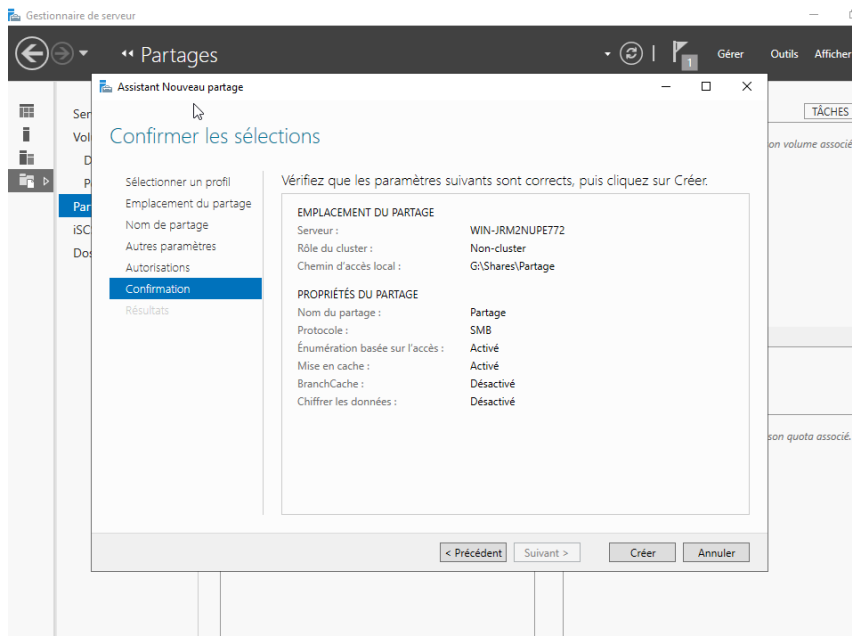 Gestionnaire de serveur
Partages
1
Gérer Outils Afficher
Assistant Nouveau partage
TÂCHES
Confirmer les sélections
on volume associé
Sélectionner un profil
Emplacement du partage
Nom de partage
Autres paramètres
Autorisations
Confirmation
Résultats
Ser
Vol
D
P
Par
iSC
Dos
Vérifiez que les paramètres suivants sont corrects, puis cliquez sur Créer.
EMPLACEMENT DU PARTAGE
Serveur : WIN-JRM2NUPE772
Rôle du cluster : Non-cluster
Chemin d'accès local : G:\Shares\Partage
PROPRIÉTÉS DU PARTAGE
Nom du partage : Partage
Protocole : SMB
Énumération basée sur l'accès : Activé
Mise en cache : Activé
BranchCache : Désactivé
Chiffrer les données : Désactivé
son quota associé.
< Précédent Suivant > Créer Annuler